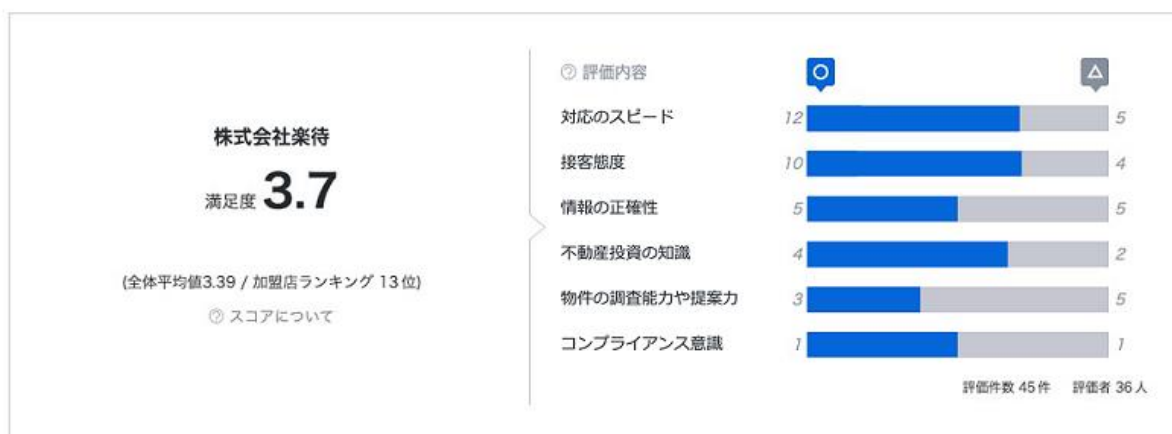 株式会社楽待
満足度 3.7
(全体平均値3.39 / 加盟店ランキング 13位)
? スコアについて
? 評価内容
対応のスピード 12 5
接客態度 10 4
情報の正確性 5 5
不動産投資の知識 4 2
物件の調査能力や提案力 3 5
コンプライアンス意識 1 1
評価件数 45件 評価者 36人